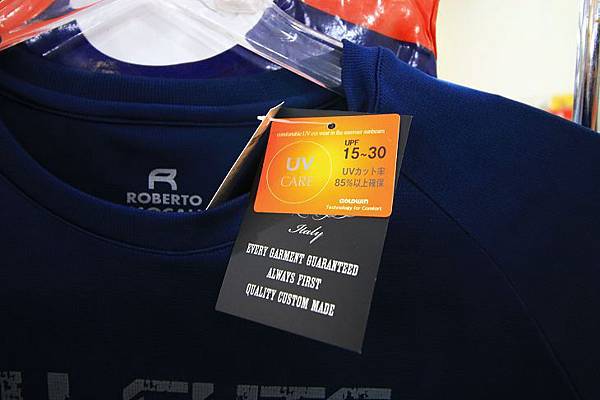 comfortable UV cut wear in the summer sunbeam
UV
CARE
UPF
15~30
UVカット率
85%以上確保
GOLDWIN
Technology for Comfort
Italy
EVERY GARMENT GUARANTEED
ALWAYS FIRST
QUALITY CUSTOM MADE
R
ROBERTO